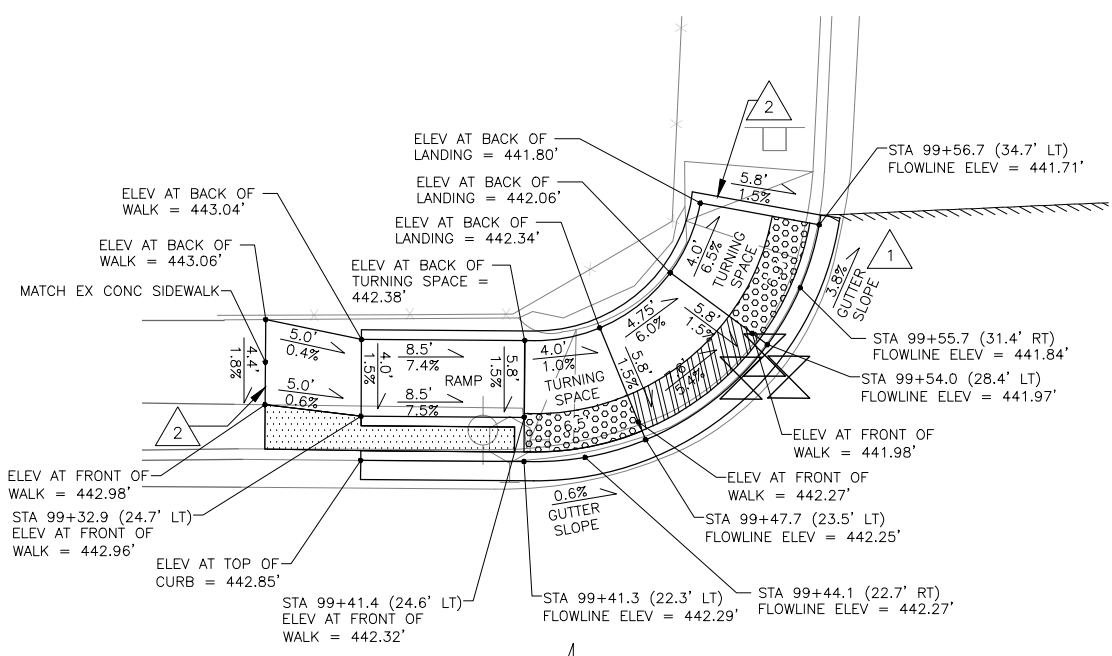 2
ELEV AT BACK OF
LANDING = 441.80'
STA 99+56.7 (34.7' LT)
FLOWLINE ELEV = 441.71'
ELEV AT BACK OF
LANDING = 442.06'
5.8'
1.5%
ELEV AT BACK OF
WALK = 443.04'
ELEV AT BACK OF
LANDING = 442.34'
ELEV AT BACK OF
WALK = 443.06'
4.0'
6.5%
TURNING
SPACE
1
ELEV AT BACK OF
TURNING SPACE =
442.38'
3.8%
GUTTER
SLOPE
MATCH EX CONC SIDEWALK
4.75'
6.0%
5.8'
1.5%
5.0'
0.4%
4.4'
1.8%
5.0'
0.6%
4.0'
1.5%
8.5'
7.4%
RAMP
8.5'
7.5%
5.8'
1.5%
4.0'
1.0%
TURNING
SPACE
5.8'
1.5%
6.5'
STA 99+55.7 (31.4' RT)
FLOWLINE ELEV = 441.84'
STA 99+54.0 (28.4' LT)
FLOWLINE ELEV = 441.97'
2
ELEV AT FRONT OF
WALK = 441.98'
ELEV AT FRONT OF
WALK = 442.98'
ELEV AT FRONT OF
WALK = 442.27'
0.6%
GUTTER
SLOPE
STA 99+32.9 (24.7' LT)
ELEV AT FRONT OF
WALK = 442.96'
STA 99+47.7 (23.5' LT)
FLOWLINE ELEV = 442.25'
ELEV AT TOP OF
CURB = 442.85'
STA 99+41.4 (24.6' LT)
ELEV AT FRONT OF
WALK = 442.32'
STA 99+41.3 (22.3' LT)
FLOWLINE ELEV = 442.29'
STA 99+44.1 (22.7' RT)
FLOWLINE ELEV = 442.27'